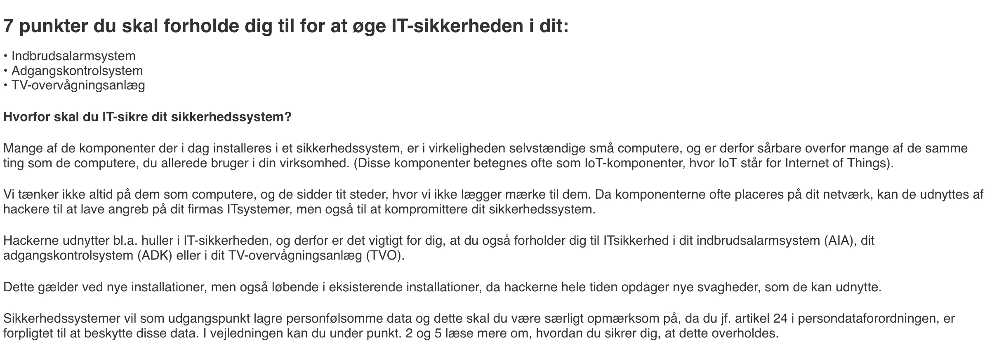 7 punkter du skal forholde dig til for at øge IT-sikkerheden i dit:
• Indbrudsalarmsystem
• Adgangskontrolsystem
• TV-overvågningsanlæg
Hvorfor skal du IT-sikre dit sikkerhedssystem?
Mange af de komponenter der i dag installeres i et sikkerhedssystem, er i virkeligheden selvstændige små computere, og er derfor sårbare overfor mange af de samme
ting som de computere, du allerede bruger i din virksomhed. (Disse komponenter betegnes ofte som IoT-komponenter, hvor IoT står for Internet of Things).
Vi tænker ikke altid på dem som computere, og de sidder tit steder, hvor vi ikke lægger mærke til dem. Da komponenterne ofte placeres på dit netværk, kan de udnyttes af
hackere til at lave angreb på dit firmas ITsystemer, men også til at kompromittere dit sikkerhedssystem.
Hackerne udnytter bl.a. huller i IT-sikkerheden, og derfor er det vigtigt for dig, at du også forholder dig til ITsikkerhed i dit indbrudsalarmsystem (AIA), dit
adgangskontrolsystem (ADK) eller i dit TV-overvågningsanlæg (TVO).
Dette gælder ved nye installationer, men også løbende i eksisterende installationer, da hackerne hele tiden opdager nye svagheder, som de kan udnytte.
Sikkerhedssystemer vil som udgangspunkt lagre personfølsomme data og dette skal du være særligt opmærksom på, da du jf. artikel 24 i persondataforordningen, er
forpligtet til at beskytte disse data. I vejledningen kan du under punkt. 2 og 5 læse mere om, hvordan du sikrer dig, at dette overholdes.